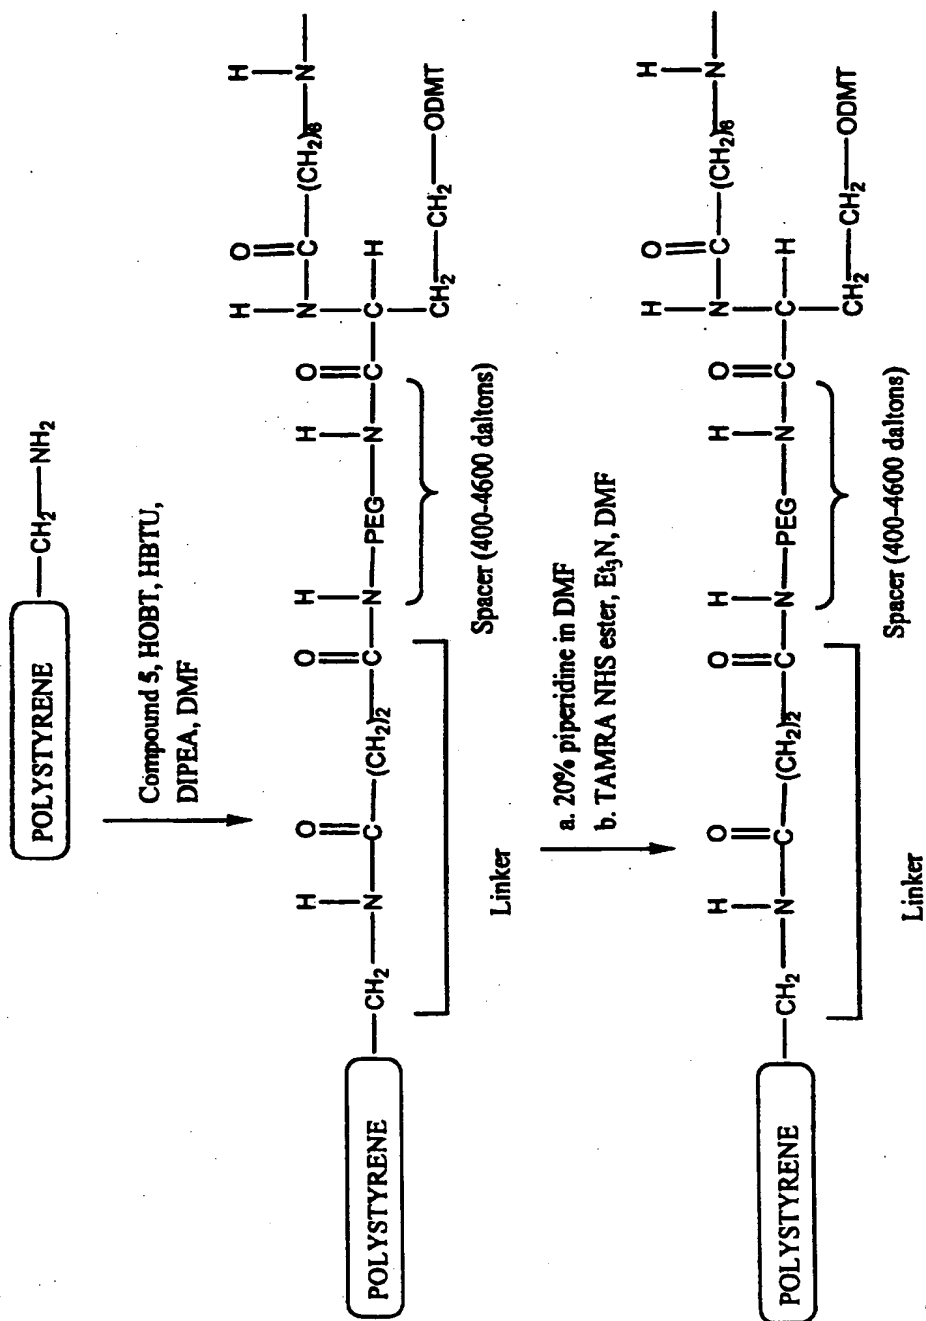 POLYSTYRENE —CH2—NH2
Compound 5, HOBT, HBTU,
DIPEA, DMF
H O O H H O H O H
POLYSTYRENE —CH2—N—C—(CH2)2—C—N—PEG—N—C—C—H N—C—(CH2)6—N—
CH2—CH2—ODMT
Linker
Spacer (400-4600 daltons)
a. 20% piperidine in DMF
b. TAMRA NHS ester, Et3N, DMF
H O O H H O H O H
POLYSTYRENE —CH2—N—C—(CH2)2—C—N—PEG—N—C—C—H N—C—(CH2)6—N—
CH2—CH2—ODMT
Linker
Spacer (400-4600 daltons)